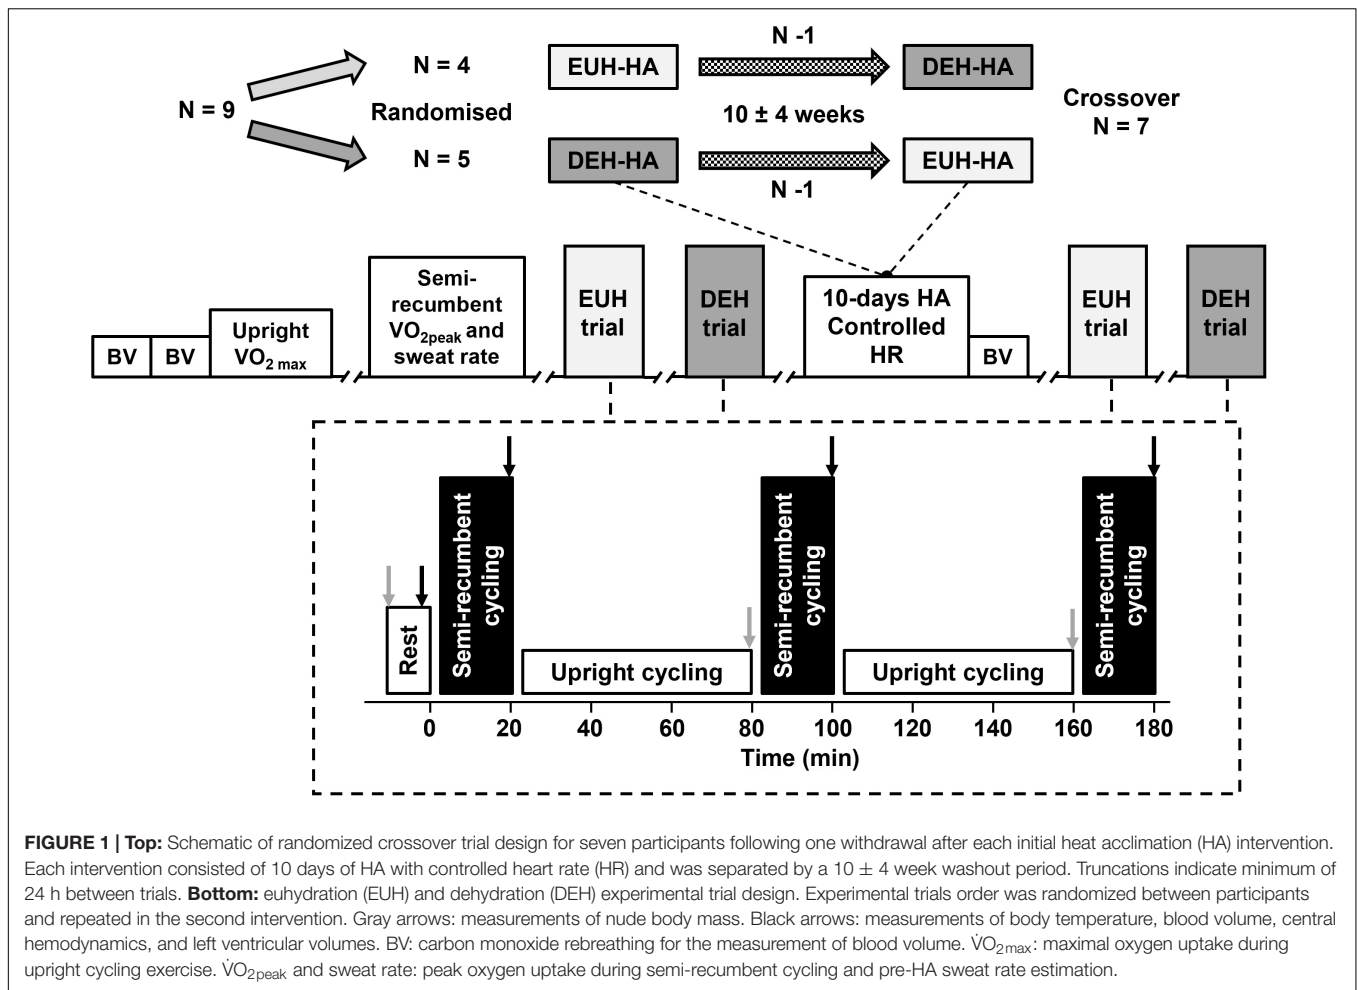 N = 9
N = 4
Randomised
N = 5
EUH-HA
DEH-HA
N -1
10 ± 4 weeks
N -1
DEH-HA
EUH-HA
Crossover
N = 7
BV
BV
Upright
VO2 max
Semi-
recumbent
VO2peak and
sweat rate
EUH
trial
DEH
trial
10-days HA
Controlled
HR
BV
EUH
trial
DEH
trial
Rest
Semi-recumbent
cycling
Upright cycling
Semi-recumbent
cycling
Upright cycling
Semi-recumbent
cycling
0 20 40 60 80 100 120 140 160 180
Time (min)
FIGURE 1 | Top: Schematic of randomized crossover trial design for seven participants following one withdrawal after each initial heat acclimation (HA) intervention.
Each intervention consisted of 10 days of HA with controlled heart rate (HR) and was separated by a 10 ± 4 week washout period. Truncations indicate minimum of
24 h between trials. Bottom: euhydration (EUH) and dehydration (DEH) experimental trial design. Experimental trials order was randomized between participants
and repeated in the second intervention. Gray arrows: measurements of nude body mass. Black arrows: measurements of body temperature, blood volume, central
hemodynamics, and left ventricular volumes. BV: carbon monoxide rebreathing for the measurement of blood volume. V̇O2max: maximal oxygen uptake during
upright cycling exercise. V̇O2peak and sweat rate: peak oxygen uptake during semi-recumbent cycling and pre-HA sweat rate estimation.